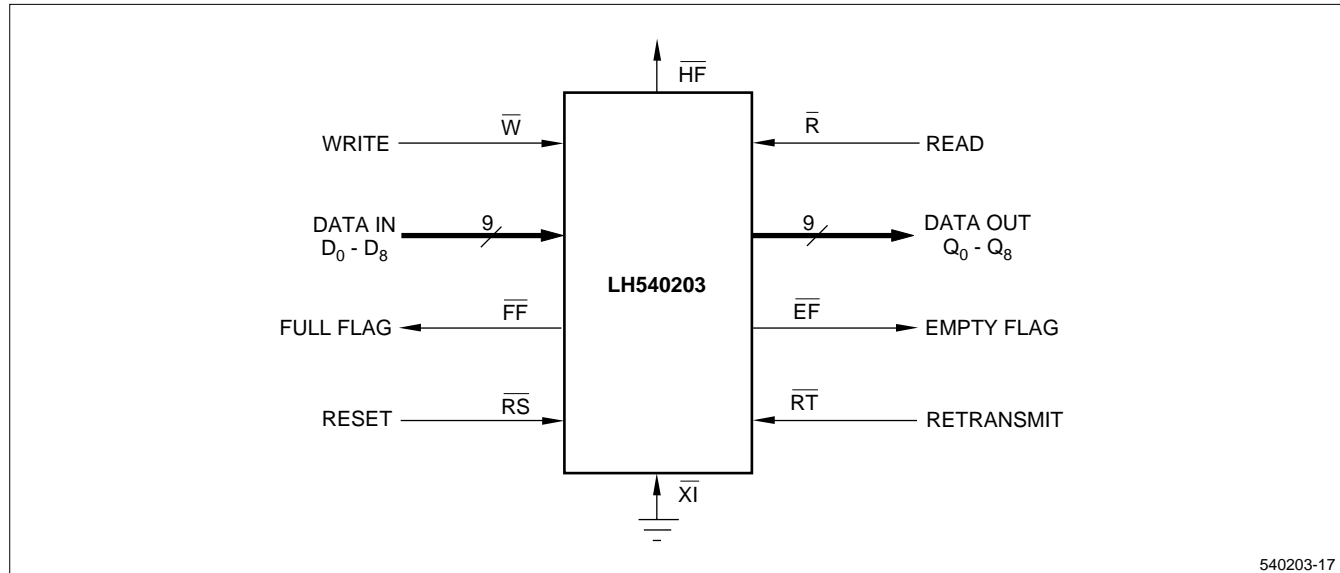 HF
WRITE W R READ
DATA IN 9 9 DATA OUT
D0 - D8 Q0 - Q8
LH540203
FULL FLAG FF EF EMPTY FLAG
RESET RS RT RETRANSMIT
XI
540203-17